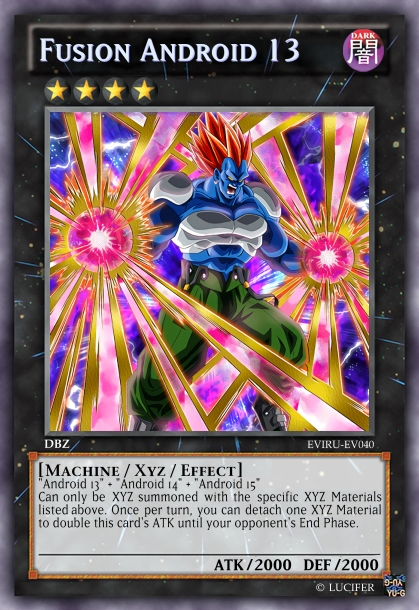 FUSION ANDROID 13
DARK
闇
DBZ EVIRU-EV040
[MACHINE / XYZ / EFFECT]
"Android 13" + "Android 14" + "Android 15"
Can only be XYZ summoned with the specific XYZ Materials
listed above. Once per turn, you can detach one XYZ Material
to double this card's ATK until your opponent's End Phase.
ATK/2000 DEF/2000
© LUCIFER